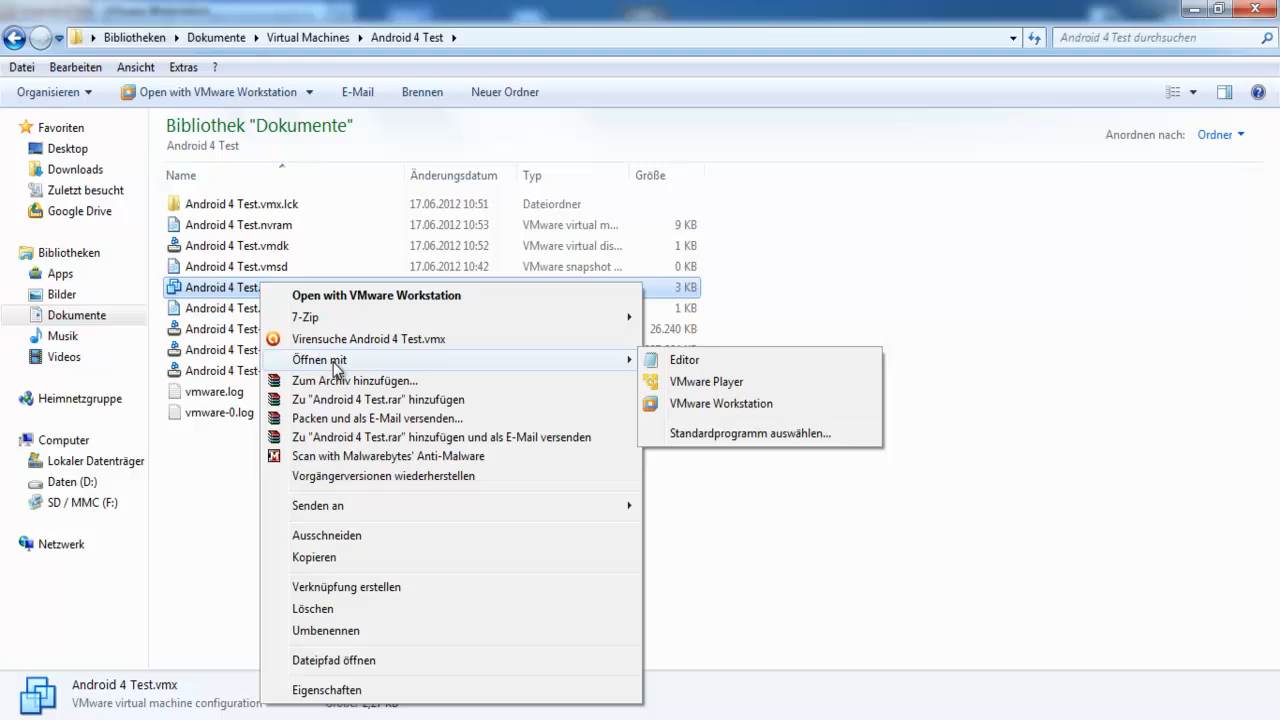 Bibliotheken Dokumente Virtual Machines Android 4 Test Android 4 Test durchsuchen
Datei Bearbeiten Ansicht Extras ?
Organisieren Open with VMware Workstation E-Mail Brennen Neuer Ordner
Bibliothek "Dokumente"
Android 4 Test
Anordnen nach: Ordner
Name Änderungsdatum Typ Größe
Android 4 Test.vmx.lck 17.06.2012 10:51 Dateiordner
Android 4 Test.nvram 17.06.2012 10:53 VMware virtual m... 9 KB
Android 4 Test.vmdk 17.06.2012 10:52 VMware virtual dis... 1 KB
Android 4 Test.vmsd 17.06.2012 10:42 VMware snapshot ... 0 KB
Android 4 Test. 3 KB
Android 4 Test. 1 KB
Android 4 Test- 26.240 KB
Android 4 Test-
Android 4 Test-
vmware.log
vmware-0.log
Favoriten
Desktop
Downloads
Zuletzt besucht
Google Drive
Bibliotheken
Apps
Bilder
Dokumente
Musik
Videos
Heimnetzgruppe
Computer
Lokaler Datenträger
Daten (D:)
SD / MMC (F:)
Netzwerk
Open with VMware Workstation
7-Zip
Virensuche Android 4 Test.vmx
Öffnen mit
Zum Archiv hinzufügen...
Zu "Android 4 Test.rar" hinzufügen
Packen und als E-Mail versenden...
Zu "Android 4 Test.rar" hinzufügen und als E-Mail versenden
Scan with Malwarebytes' Anti-Malware
Vorgängerversionen wiederherstellen
Senden an
Ausschneiden
Kopieren
Verknüpfung erstellen
Löschen
Umbenennen
Dateipfad öffnen
Eigenschaften
Editor
VMware Player
VMware Workstation
Standardprogramm auswählen...
Android 4 Test.vmx
VMware virtual machine configuration